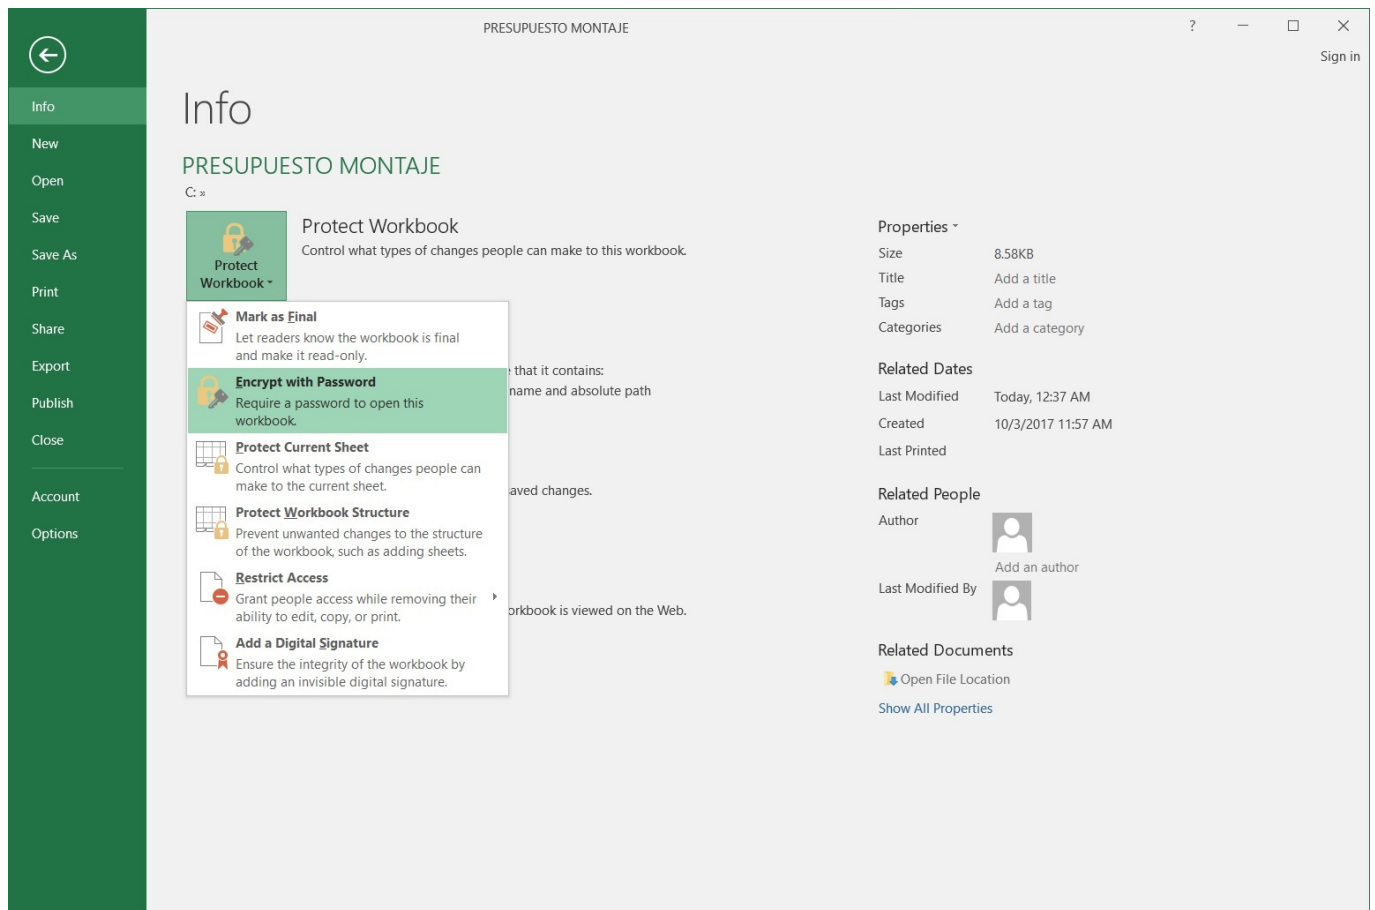 PRESUPUESTO MONTAJE
?
Sign in
Info
New
Open
Save
Save As
Print
Share
Export
Publish
Close
Account
Options
Info
PRESUPUESTO MONTAJE
C: »
Protect
Workbook
Protect Workbook
Control what types of changes people can make to this workbook.
Mark as Final
Let readers know the workbook is final
and make it read-only.
Encrypt with Password
Require a password to open this
workbook.
Protect Current Sheet
Control what types of changes people can
make to the current sheet.
Protect Workbook Structure
Prevent unwanted changes to the structure
of the workbook, such as adding sheets.
Restrict Access
Grant people access while removing their
ability to edit, copy, or print.
Add a Digital Signature
Ensure the integrity of the workbook by
adding an invisible digital signature.
that it contains:
name and absolute path
aved changes.
orkbook is viewed on the Web.
Properties
Size 8.58KB
Title Add a title
Tags Add a tag
Categories Add a category
Related Dates
Last Modified Today, 12:37 AM
Created 10/3/2017 11:57 AM
Last Printed
Related People
Author
Add an author
Last Modified By
Related Documents
Open File Location
Show All Properties